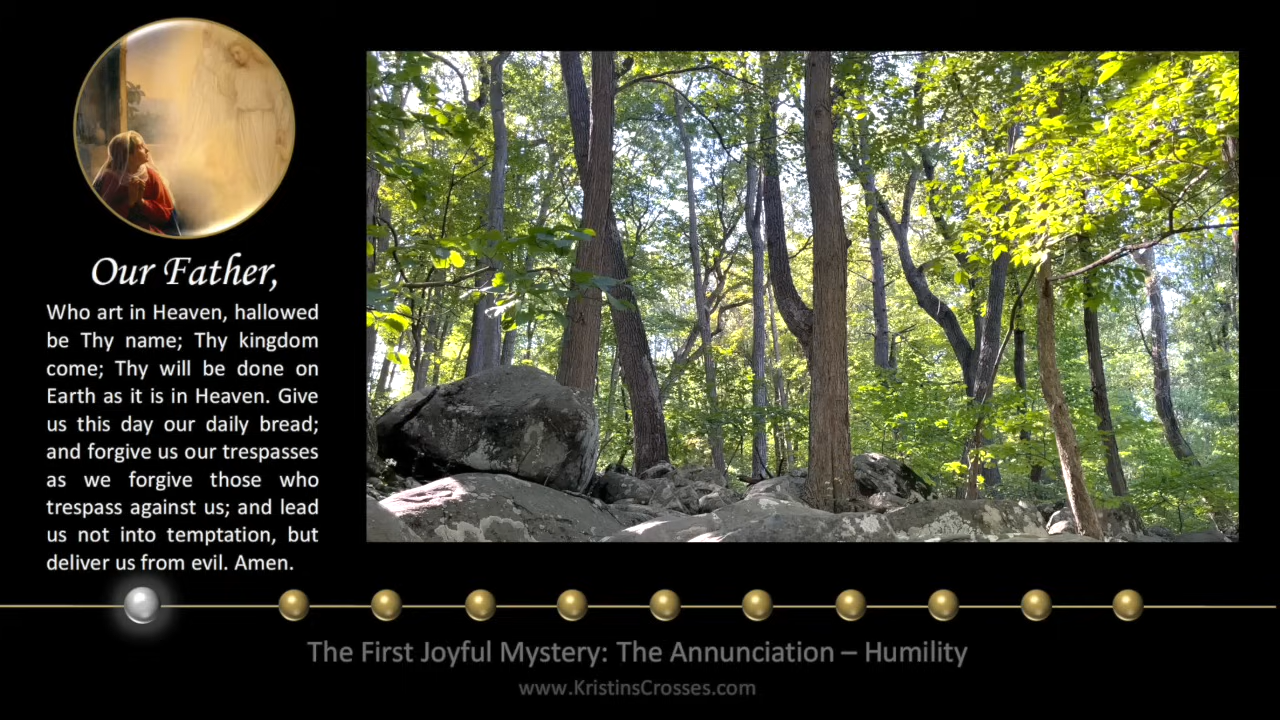 Our Father,
Who art in Heaven, hallowed
be Thy name; Thy kingdom
come; Thy will be done on
Earth as it is in Heaven. Give
us this day our daily bread;
and forgive us our trespasses
as we forgive those who
trespass against us; and lead
us not into temptation, but
deliver us from evil. Amen.
The First Joyful Mystery: The Annunciation – Humility
www.KristinsCrosses.com